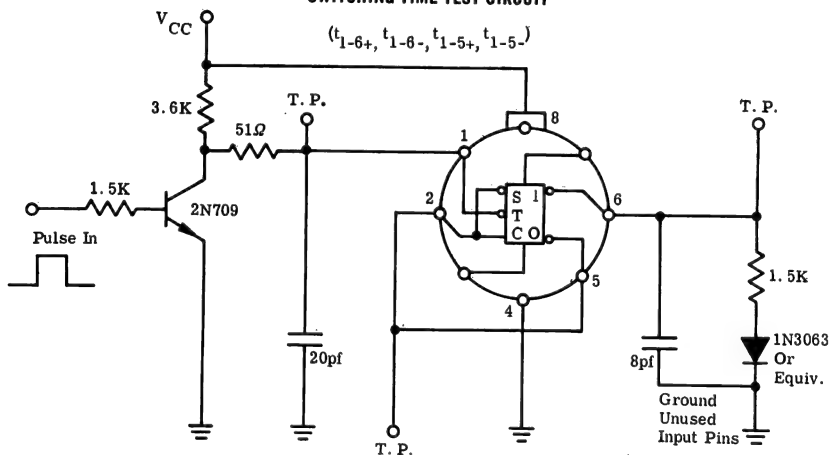 SWITCHING TIME TEST CIRCUIT
(t1-6+, t1-6-, t1-5+, t1-5-)
VCC
3.6K
51Ω
T.P.
1.5K
2N709
Pulse In
20pf
1
8
2
S 1
T
C O
6
5
4
T.P.
T.P.
1.5K
8pf
1N3063
Or
Equiv.
Ground
Unused
Input Pins